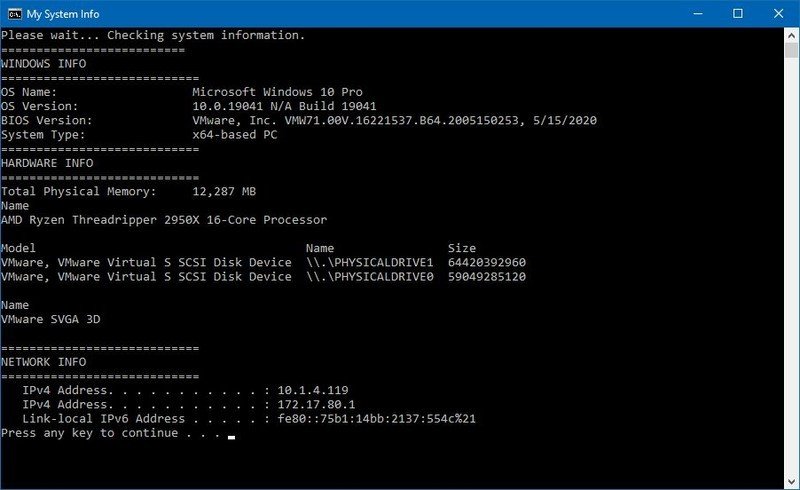 My System Info
Please wait... Checking system information.
==========================
WINDOWS INFO
============================
OS Name: Microsoft Windows 10 Pro
OS Version: 10.0.19041 N/A Build 19041
BIOS Version: VMware, Inc. VMW71.00V.16221537.B64.2005150253, 5/15/2020
System Type: x64-based PC
============================
HARDWARE INFO
============================
Total Physical Memory: 12,287 MB
Name
AMD Ryzen Threadripper 2950X 16-Core Processor
Model Name Size
VMware, VMware Virtual S SCSI Disk Device \\.\PHYSICALDRIVE1 64420392960
VMware, VMware Virtual S SCSI Disk Device \\.\PHYSICALDRIVE0 59049285120
Name
VMware SVGA 3D
============================
NETWORK INFO
============================
IPv4 Address. . . . . . . . . . . : 10.1.4.119
IPv4 Address. . . . . . . . . . . : 172.17.80.1
Link-local IPv6 Address . . . . . : fe80::75b1:14bb:2137:554c%21
Press any key to continue . . .